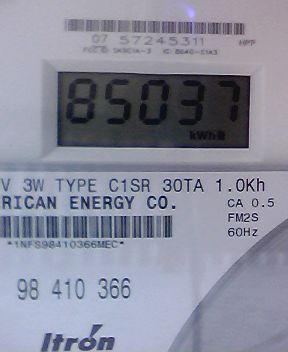 07 57245311
85037
kWh
V 3W TYPE C1SR 30TA 1.0Kh
RICAN ENERGY CO.
CA 0.5
FM2S
60Hz
*1NFS98410366MEC*
98 410 366
Itrón